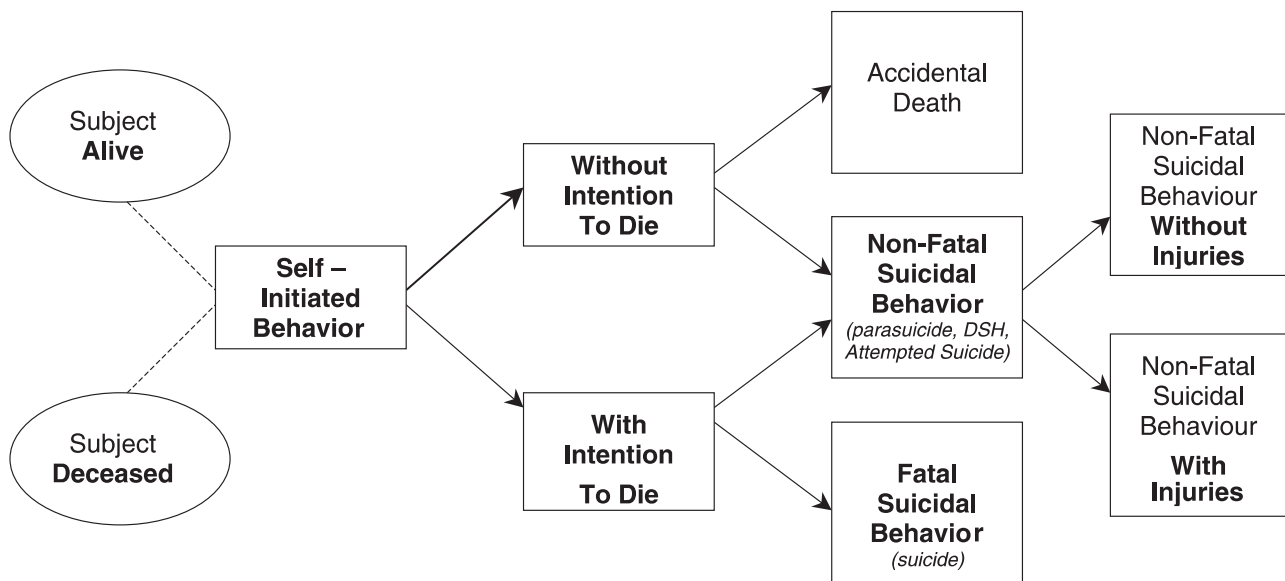 Subject
Alive
Subject
Deceased
Self –
Initiated
Behavior
Without
Intention
To Die
With
Intention
To Die
Accidental
Death
Non-Fatal
Suicidal
Behavior
(parasuicide, DSH,
Attempted Suicide)
Fatal
Suicidal
Behavior
(suicide)
Non-Fatal
Suicidal
Behaviour
Without
Injuries
Non-Fatal
Suicidal
Behaviour
With
Injuries